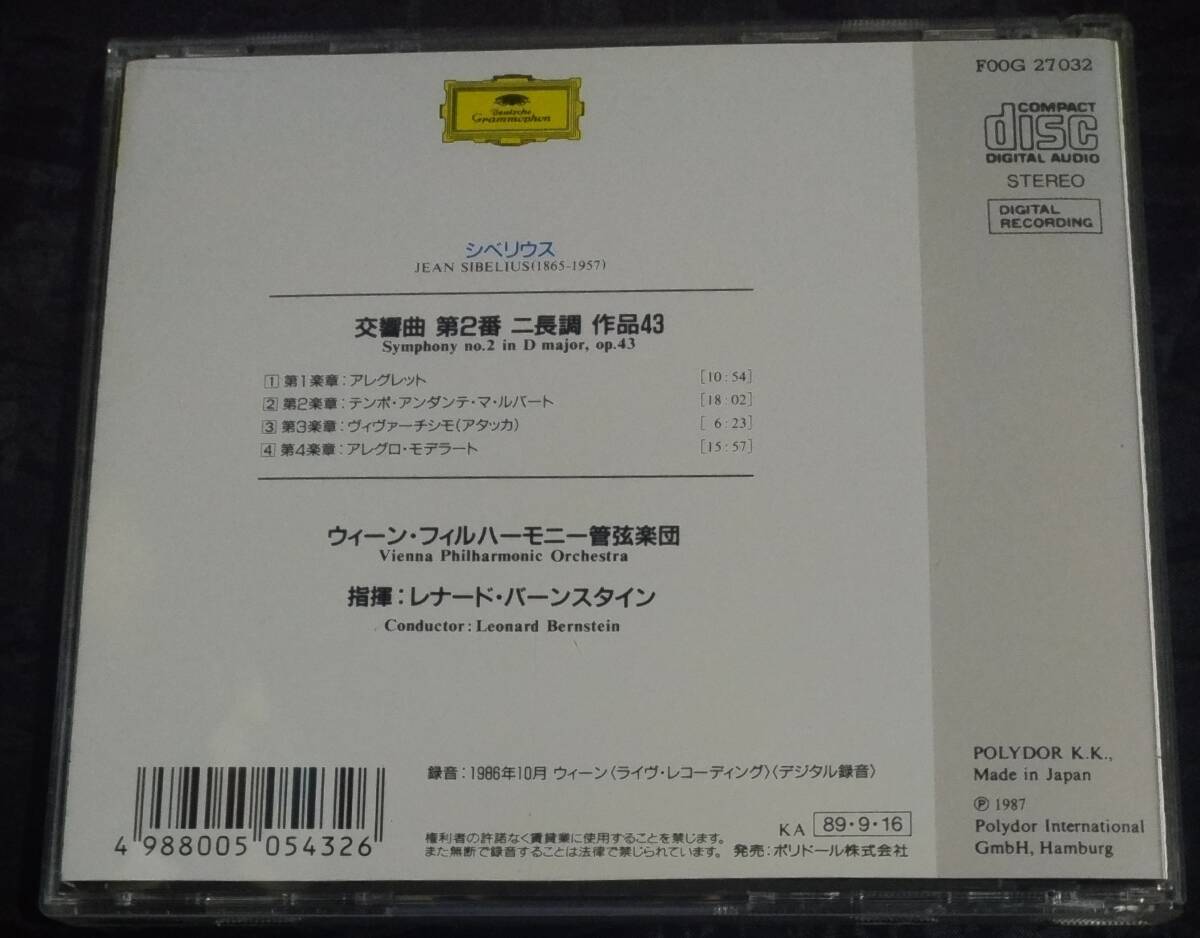 Deutsche
Grammophon
F00G 27032
COMPACT
disc
DIGITAL AUDIO
STEREO
DIGITAL
RECORDING
シベリウス
JEAN SIBELIUS(1865-1957)
交響曲 第2番 ニ長調 作品43
Symphony no.2 in D major, op.43
1 第1楽章：アレグレット [10:54]
2 第2楽章：テンポ・アンダンテ・マ・ルバート [18:02]
3 第3楽章：ヴィヴァーチシモ(アタッカ) [ 6:23]
4 第4楽章：アレグロ・モデラート [15:57]
ウィーン・フィルハーモニー管弦楽団
Vienna Philharmonic Orchestra
指揮：レナード・バーンスタイン
Conductor: Leonard Bernstein
録音：1986年10月 ウィーン〈ライヴ・レコーディング〉〈デジタル録音〉
4 988005 054326
権利者の許諾なく賃貸業に使用することを禁じます。
また無断で録音することは法律で禁じられています。
KA 89・9・16
発売：ポリドール株式会社
POLYDOR K.K.,
Made in Japan
Ⓟ 1987
Polydor International
GmbH, Hamburg